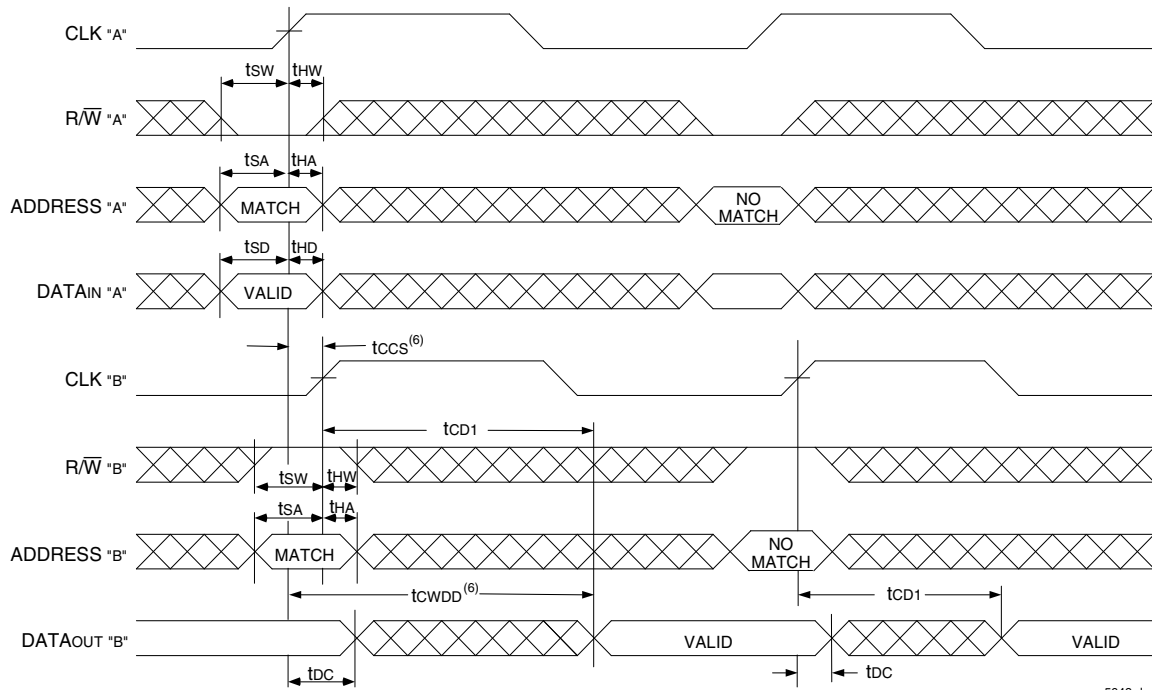 CLK "A"
tSW tHW
R/W̅ "A"
tSA tHA
ADDRESS "A" MATCH NO MATCH
tSD tHD
DATAIN "A" VALID
tCCS(6)
CLK "B"
tCD1
R/W̅ "B"
tSW tHW
tSA tHA
ADDRESS "B" MATCH NO MATCH
tCWDD(6) tCD1
DATAOUT "B" VALID VALID
tDC tDC